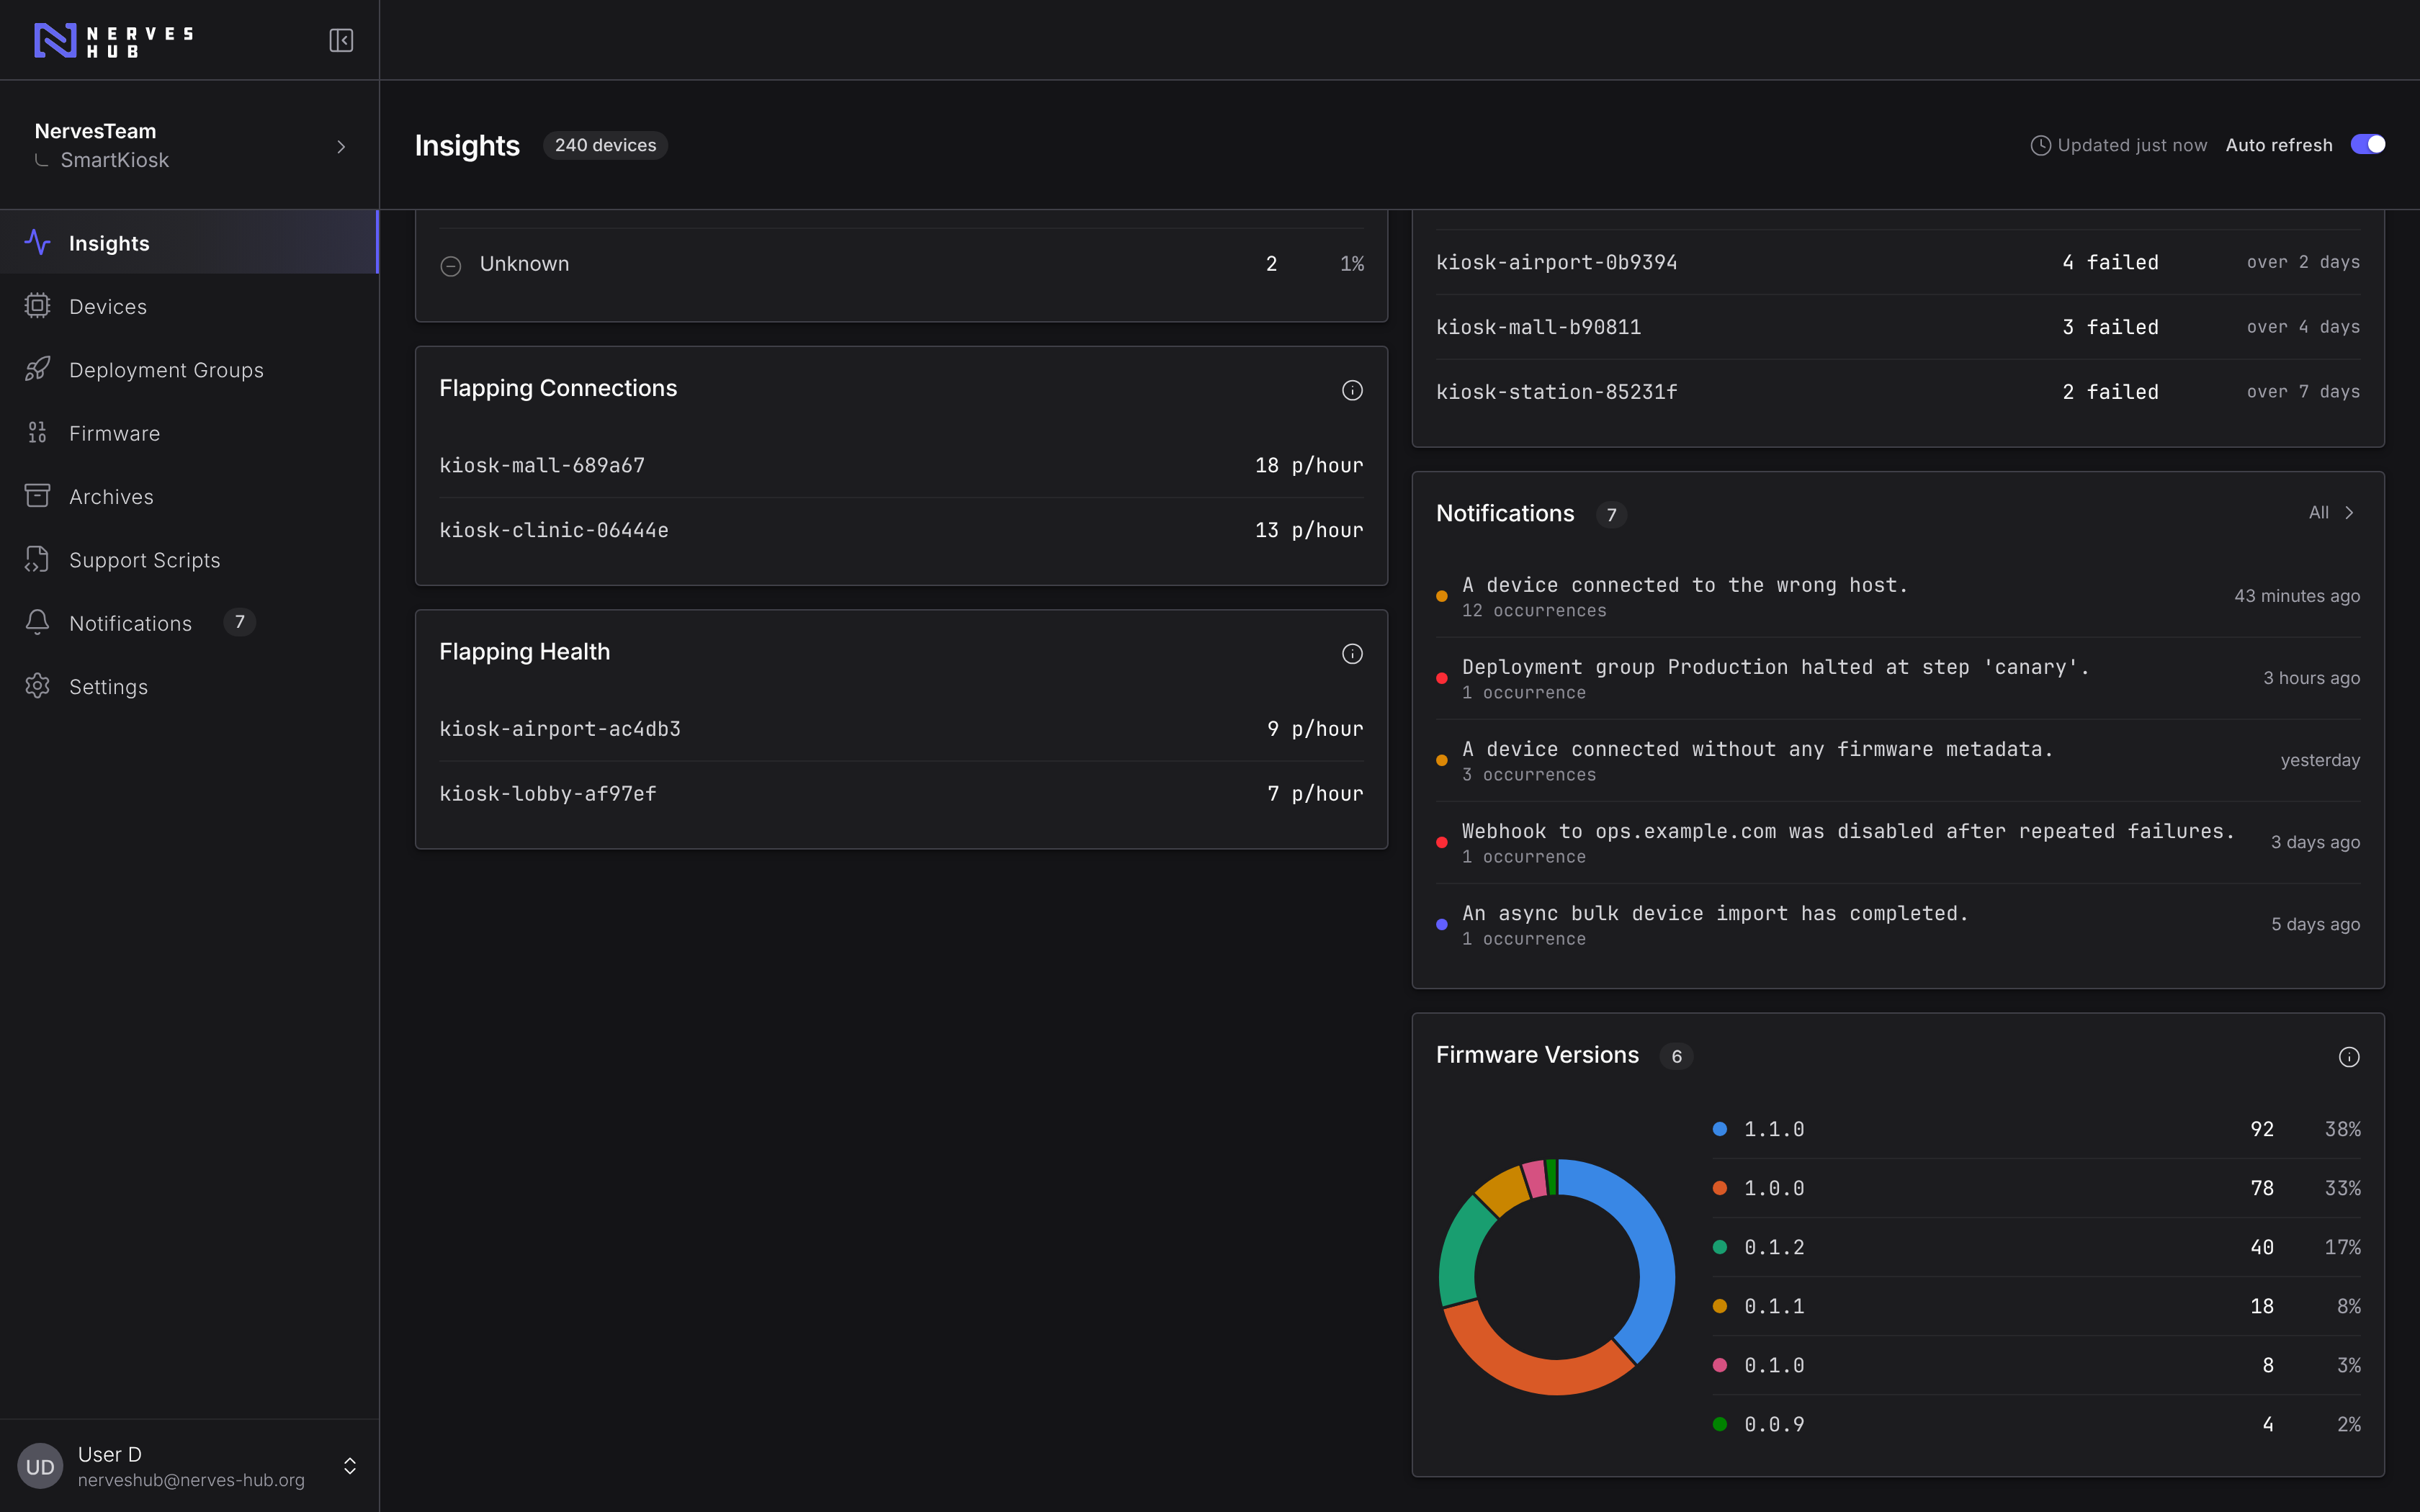 NERVES
HUB
NervesTeam
SmartKiosk
Insights
Devices
Deployment Groups
01
10
Firmware
Archives
Support Scripts
Notifications 7
Settings
UD
User D
nerveshub@nerves-hub.org
Insights 240 devices
Updated just now Auto refresh
Unknown 2 1%
Flapping Connections
kiosk-mall-689a67 18 p/hour
kiosk-clinic-06444e 13 p/hour
Flapping Health
kiosk-airport-ac4db3 9 p/hour
kiosk-lobby-af97ef 7 p/hour
kiosk-airport-0b9394 4 failed over 2 days
kiosk-mall-b90811 3 failed over 4 days
kiosk-station-85231f 2 failed over 7 days
Notifications 7 All
A device connected to the wrong host.
12 occurrences
43 minutes ago
Deployment group Production halted at step 'canary'.
1 occurrence
3 hours ago
A device connected without any firmware metadata.
3 occurrences
yesterday
Webhook to ops.example.com was disabled after repeated failures.
1 occurrence
3 days ago
An async bulk device import has completed.
1 occurrence
5 days ago
Firmware Versions 6
1.1.0 92 38%
1.0.0 78 33%
0.1.2 40 17%
0.1.1 18 8%
0.1.0 8 3%
0.0.9 4 2%